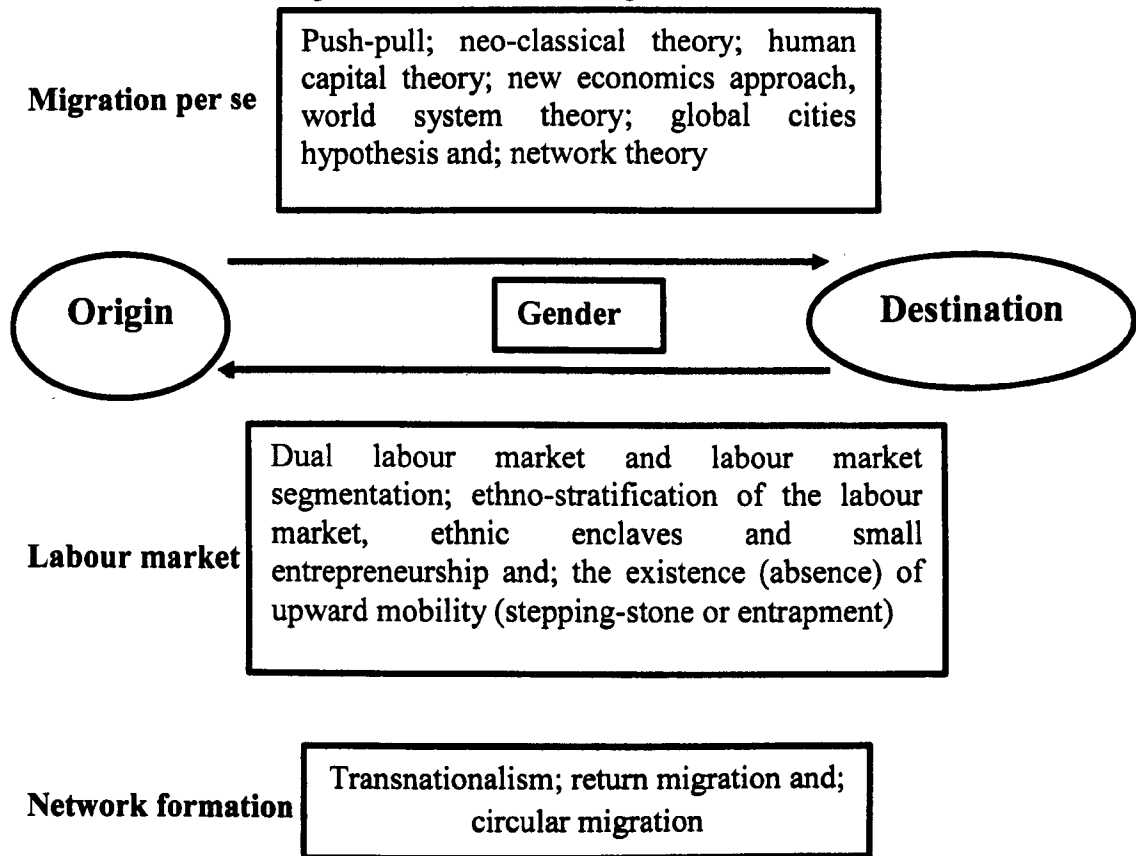 Push-pull; neo-classical theory; human
capital theory; new economics approach,
world system theory; global cities
hypothesis and; network theory
Migration per se
Origin
Gender
Destination
Dual labour market and labour market
segmentation; ethno-stratification of the labour
market, ethnic enclaves and small
entrepreneurship and; the existence (absence) of
upward mobility (stepping-stone or entrapment)
Labour market
Transnationalism; return migration and;
circular migration
Network formation